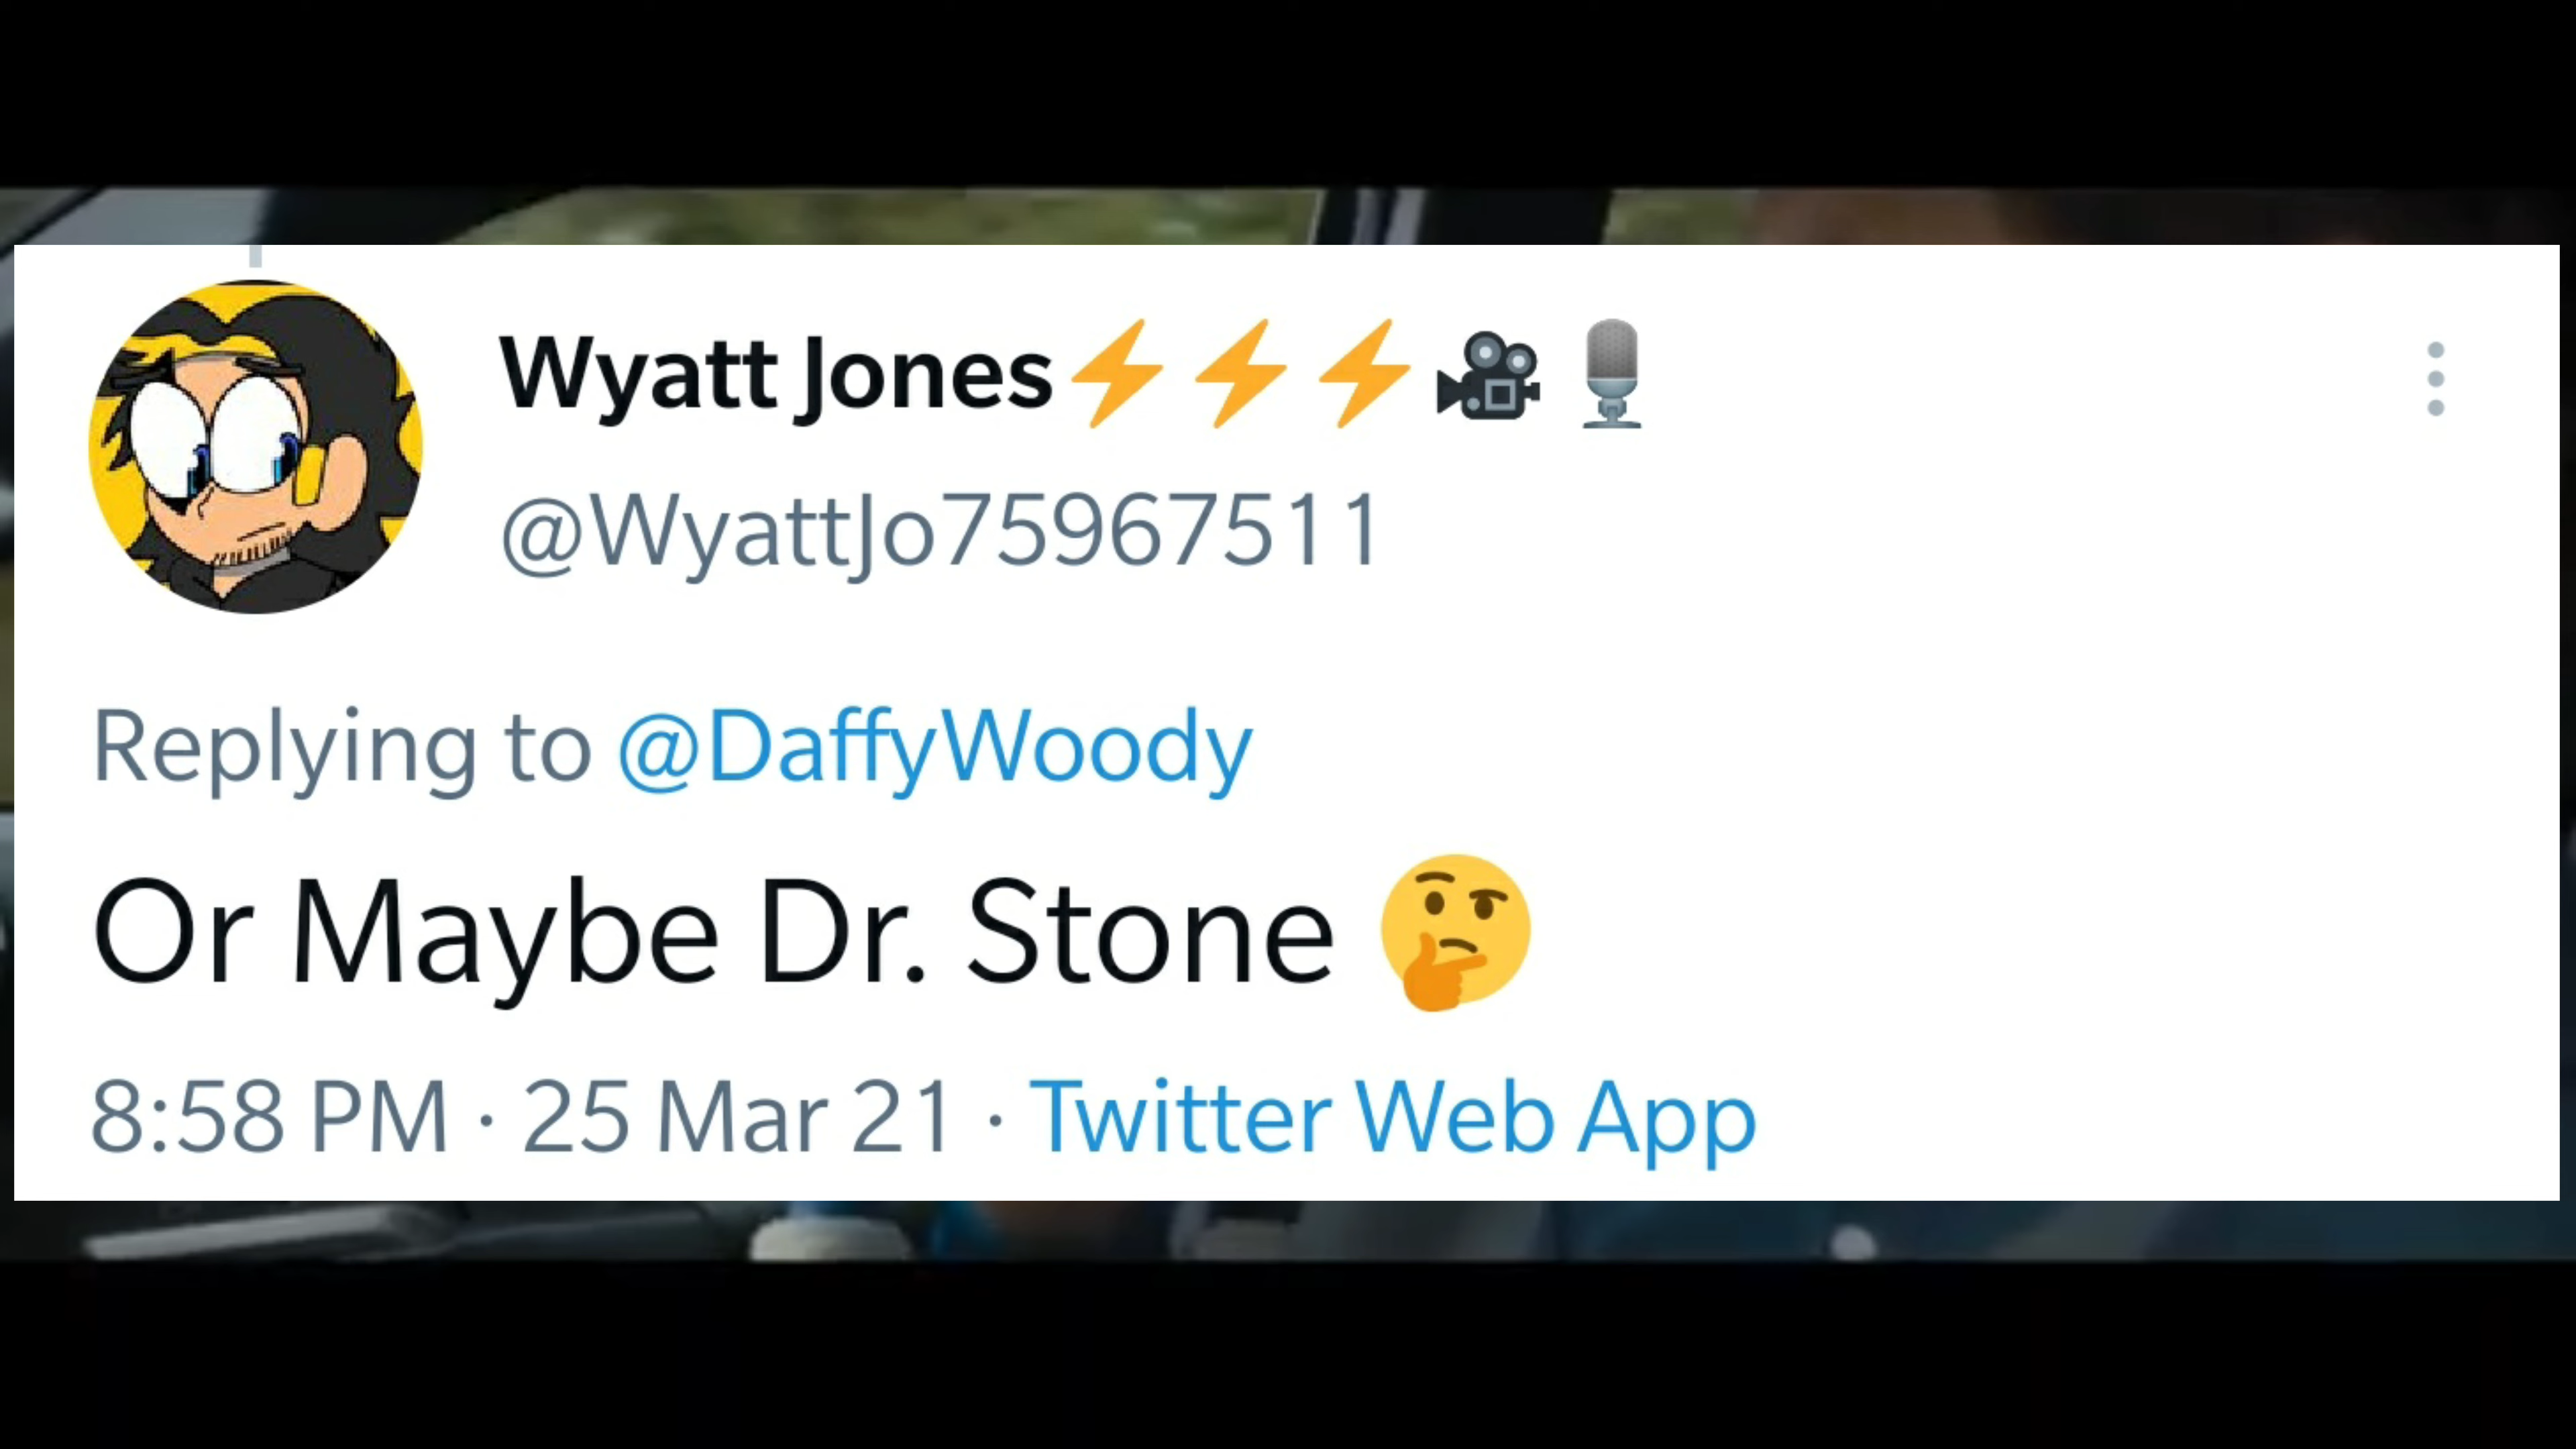 Wyatt Jones⚡⚡⚡🎥🎙
@WyattJo75967511
Replying to @DaffyWoody
Or Maybe Dr. Stone 🤔
8:58 PM · 25 Mar 21 · Twitter Web App